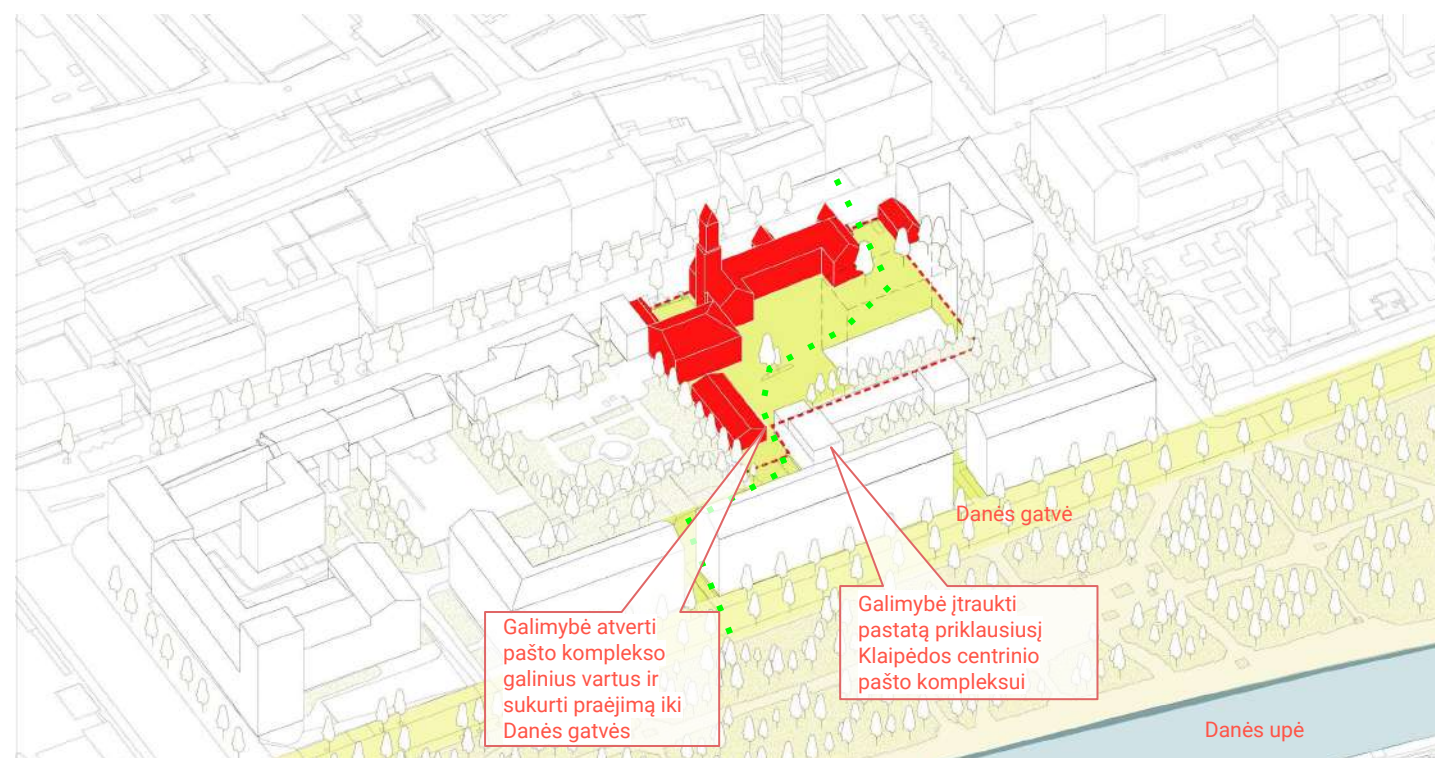 Danės gatvė
Galimybė atverti
pašto komplekso
galinius vartus ir
sukurti praėjimą iki
Danės gatvės
Galimybė įtraukti
pastatą priklausiusį
Klaipėdos centrinio
pašto kompleksui
Danės upė